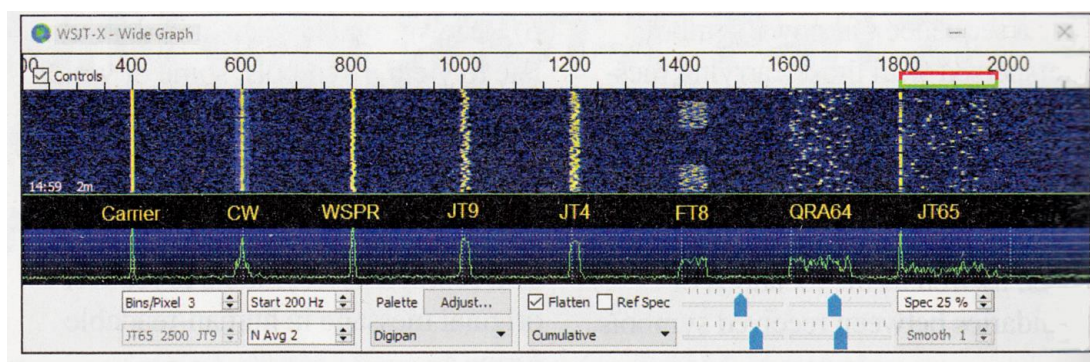 WSJT-X - Wide Graph
Controls 400 600 800 1000 1200 1400 1600 1800 2000
14:59 2m
Carrier CW WSPR JT9 JT4 FT8 QRA64 JT65
Bins/Pixel 3 Start 200 Hz Palette Adjust... Flatten Ref Spec Spec 25 %
JT65 2500 JT9 N Avg 2 Digipan Cumulative Smooth 1